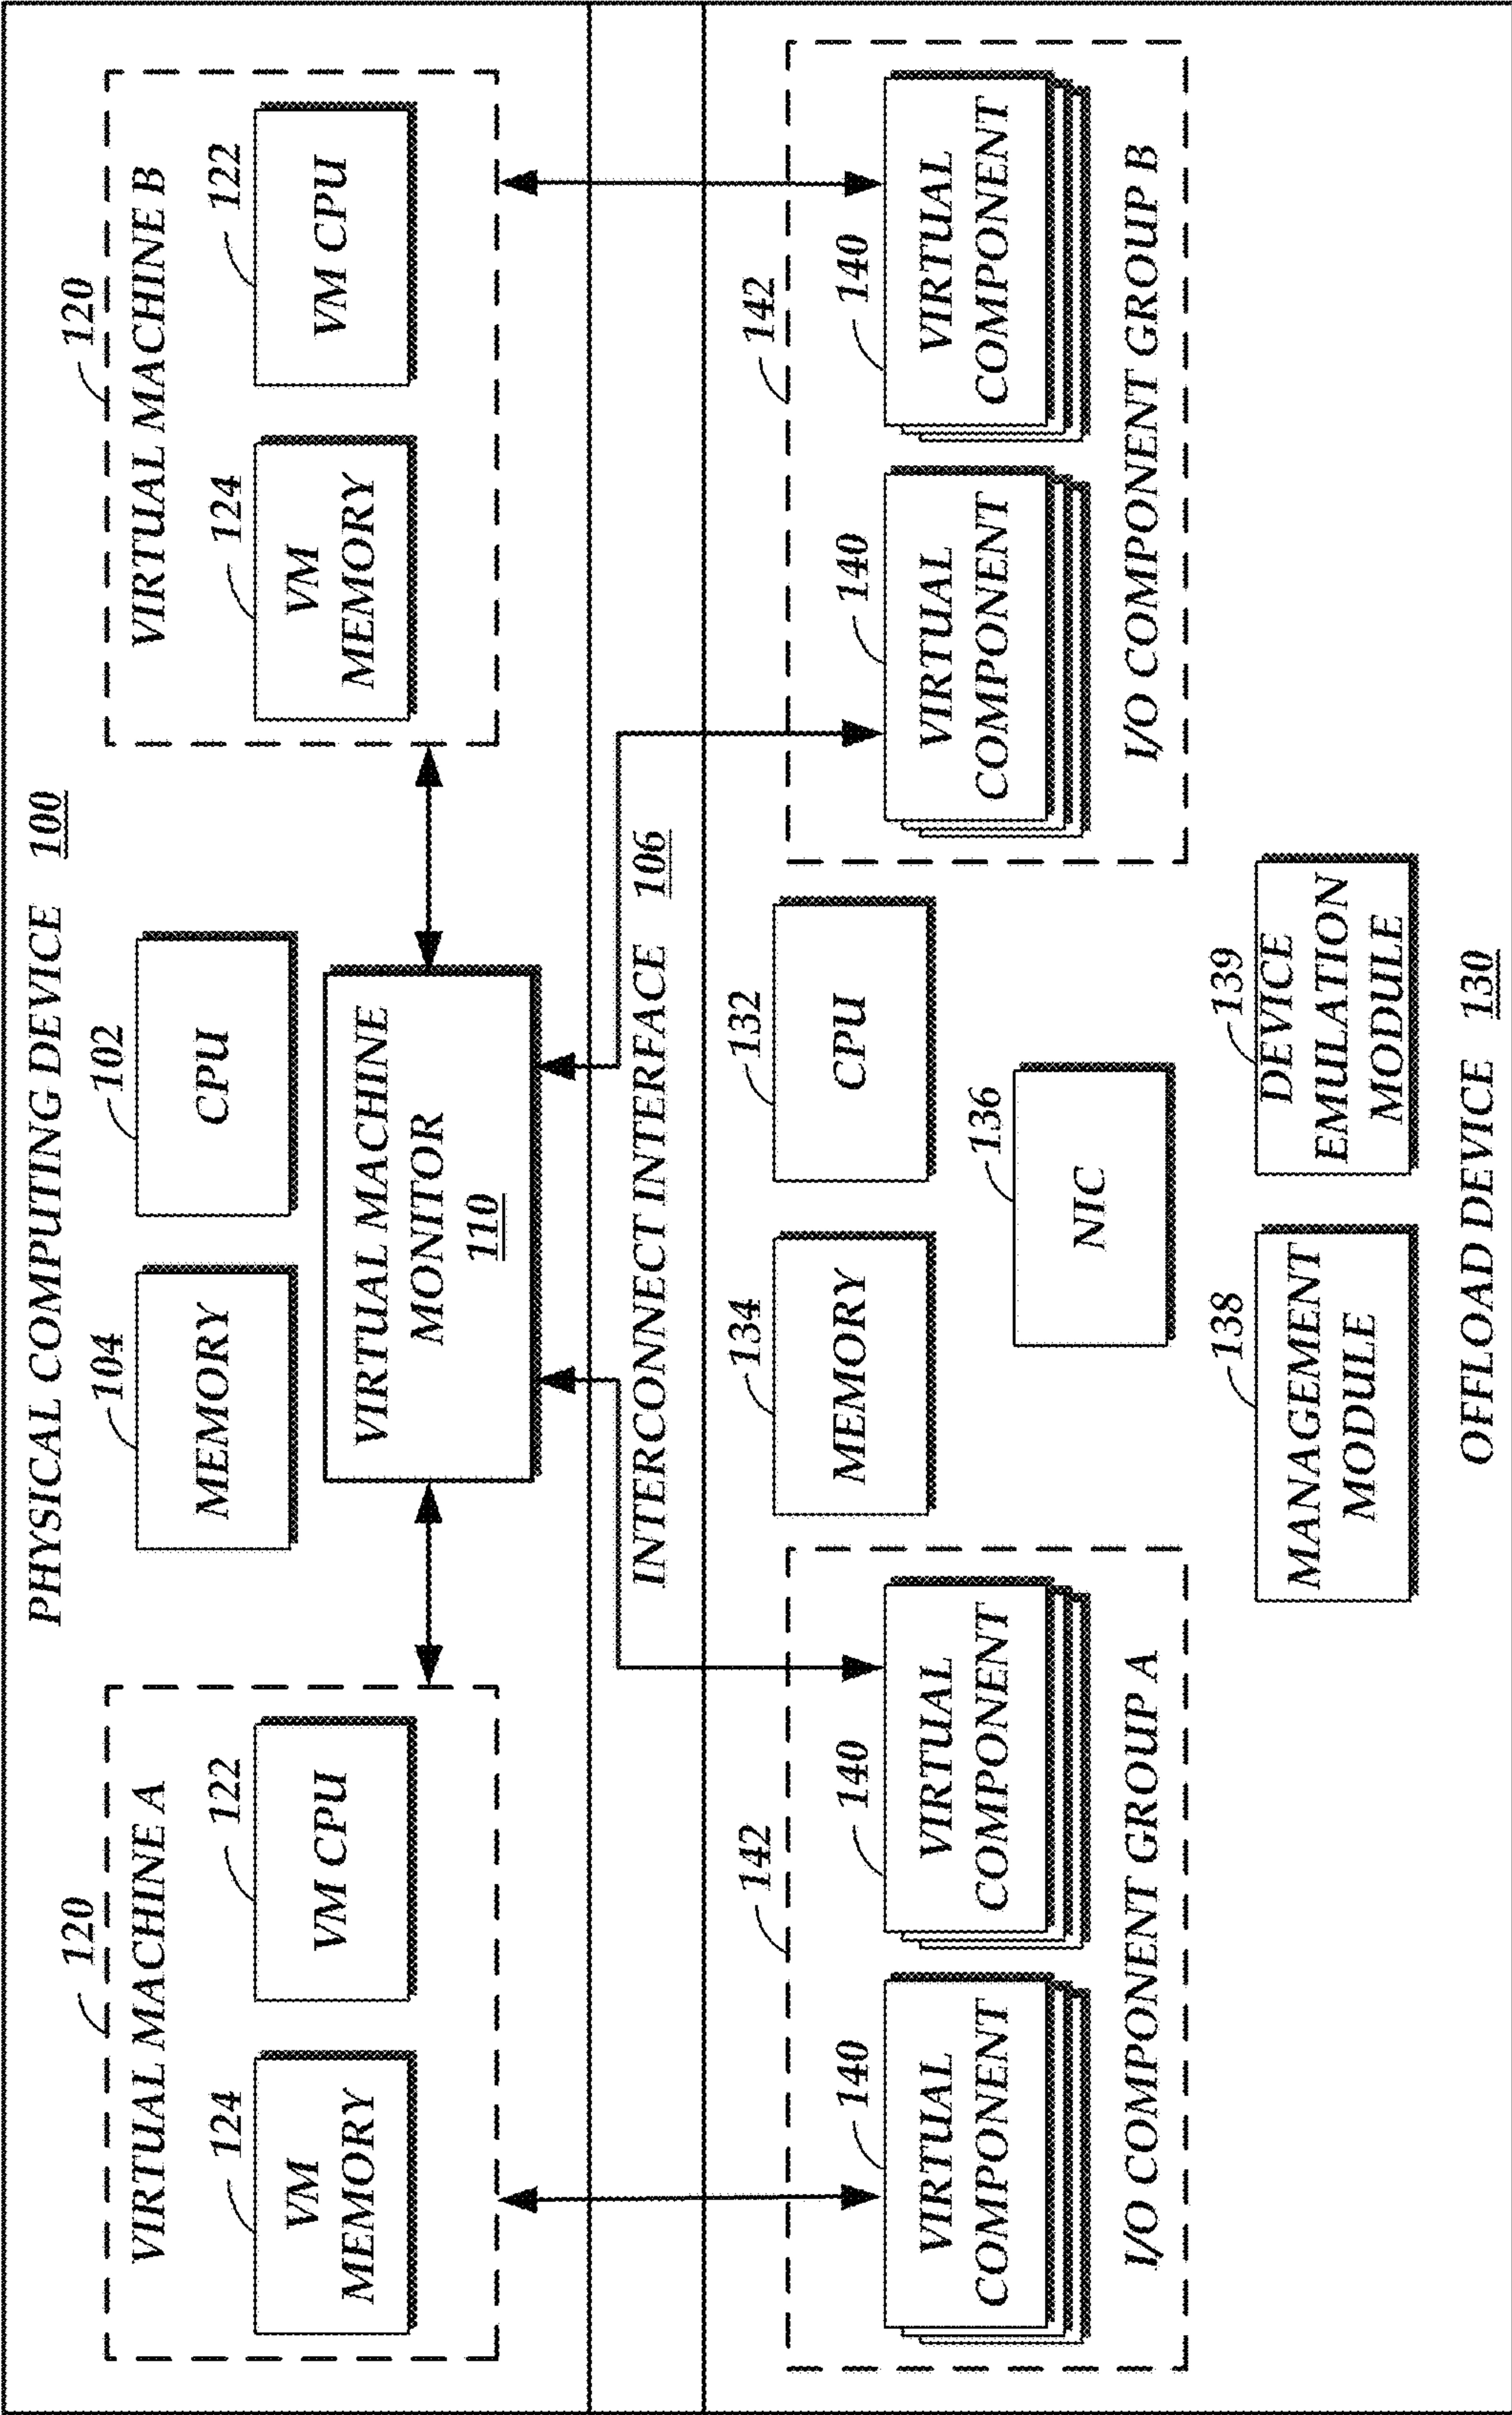 PHYSICAL COMPUTING DEVICE 100
120
VIRTUAL MACHINE A
124
VM
MEMORY
122
VM CPU
104
MEMORY
102
CPU
VIRTUAL MACHINE
MONITOR
110
120
VIRTUAL MACHINE B
124
VM
MEMORY
122
VM CPU
INTERCONNECT INTERFACE 106
142
140
VIRTUAL
COMPONENT
140
VIRTUAL
COMPONENT
I/O COMPONENT GROUP A
134
MEMORY
132
CPU
136
NIC
142
140
VIRTUAL
COMPONENT
140
VIRTUAL
COMPONENT
I/O COMPONENT GROUP B
138
MANAGEMENT
MODULE
139
DEVICE
EMULATION
MODULE
OFFLOAD DEVICE 130